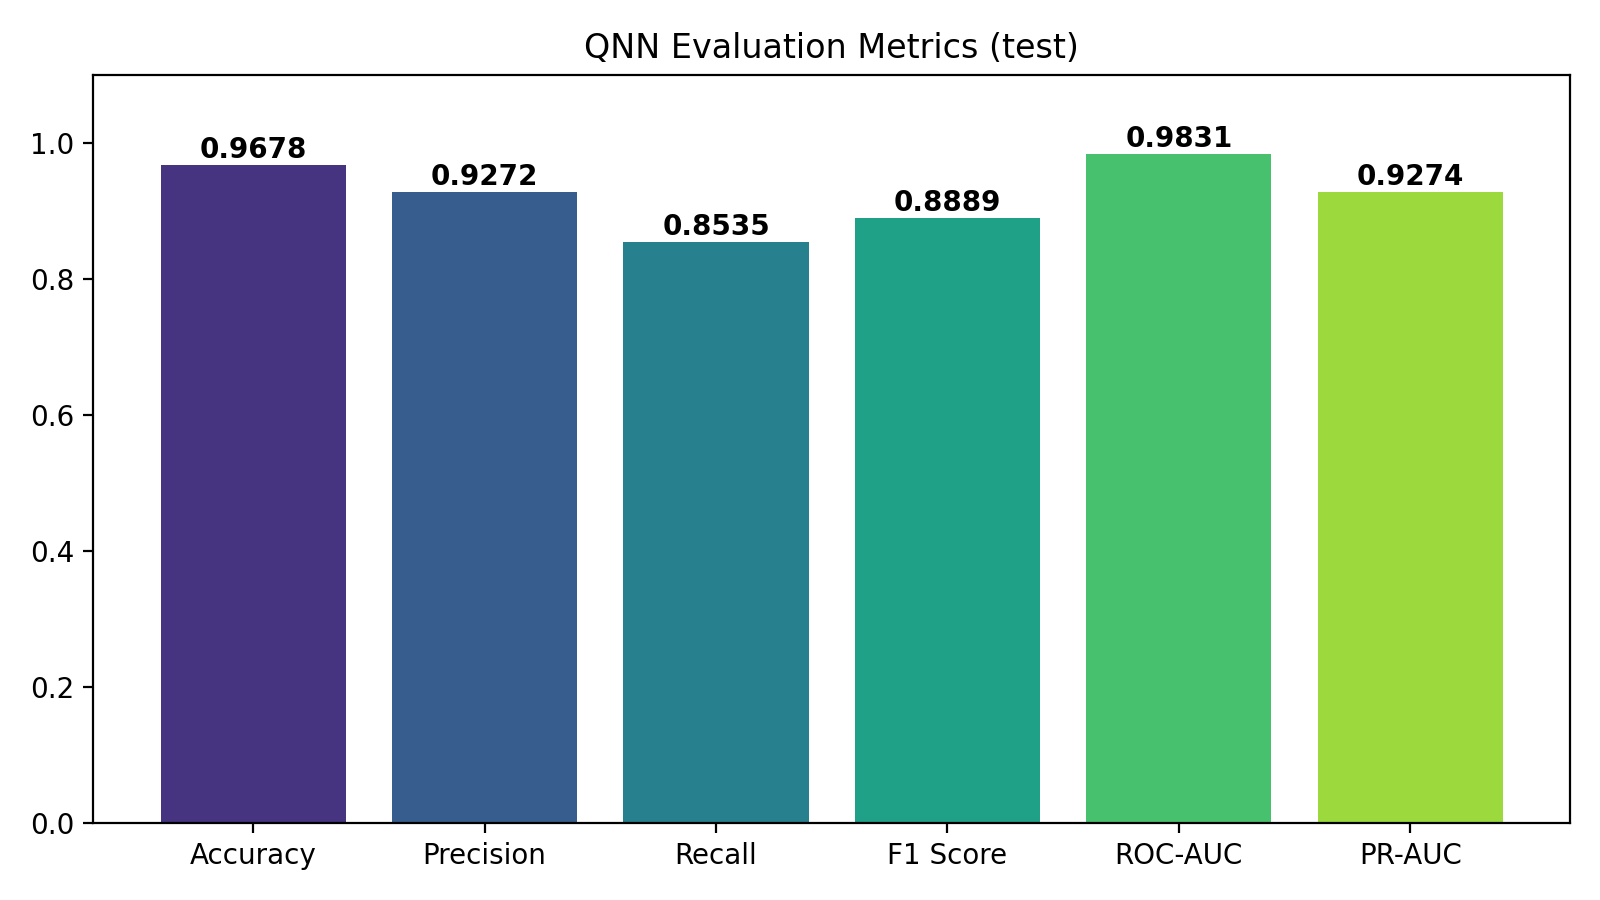 QNN Evaluation Metrics (test)
1.0
0.8
0.6
0.4
0.2
0.0
0.9678
0.9272
0.8535
0.8889
0.9831
0.9274
Accuracy
Precision
Recall
F1 Score
ROC-AUC
PR-AUC